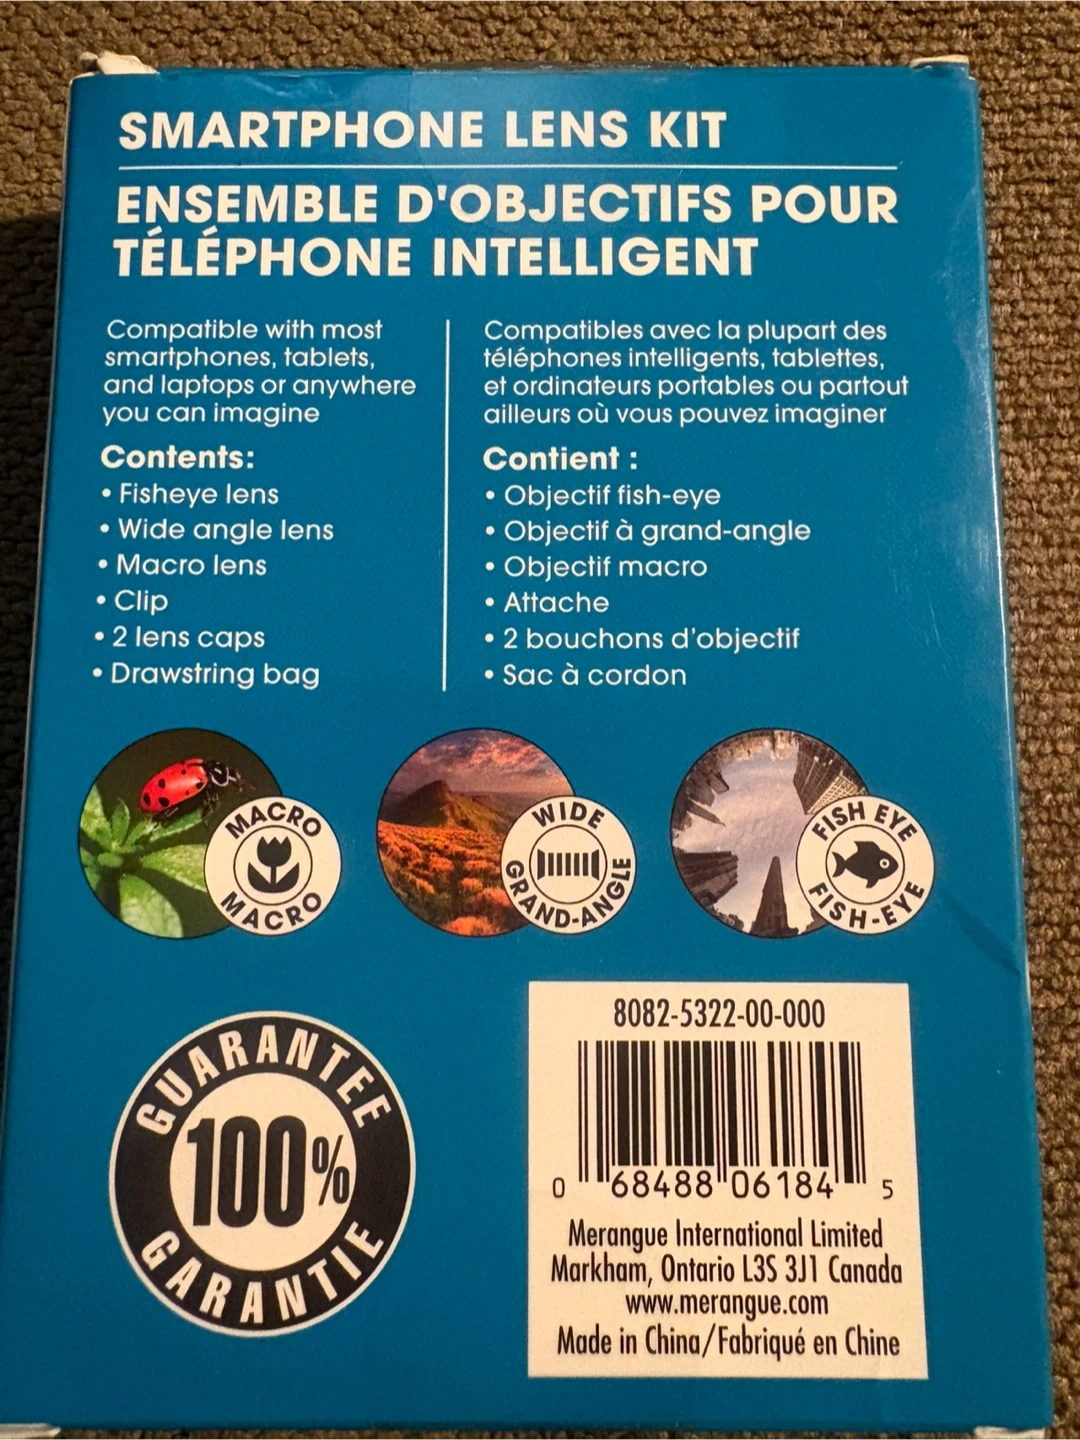 SMARTPHONE LENS KIT
ENSEMBLE D'OBJECTIFS POUR
TÉLÉPHONE INTELLIGENT
Compatible with most
smartphones, tablets,
and laptops or anywhere
you can imagine
Contents:
• Fisheye lens
• Wide angle lens
• Macro lens
• Clip
• 2 lens caps
• Drawstring bag
Compatibles avec la plupart des
téléphones intelligents, tablettes,
et ordinateurs portables ou partout
ailleurs où vous pouvez imaginer
Contient :
• Objectif fish-eye
• Objectif à grand-angle
• Objectif macro
• Attache
• 2 bouchons d'objectif
• Sac à cordon
MACRO
MACRO
WIDE
GRAND-ANGLE
FISH EYE
FISH-EYE
GUARANTEE
100%
GARANTIE
8082-5322-00-000
0 68488 06184 5
Merangue International Limited
Markham, Ontario L3S 3J1 Canada
www.merangue.com
Made in China/Fabriqué en Chine